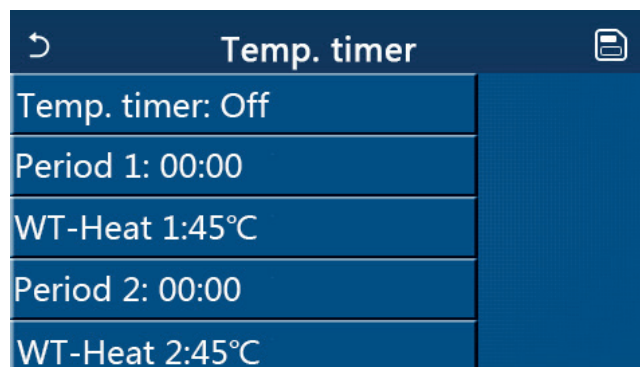 Temp. timer
Temp. timer: Off
Period 1: 00:00
WT-Heat 1:45℃
Period 2: 00:00
WT-Heat 2:45℃